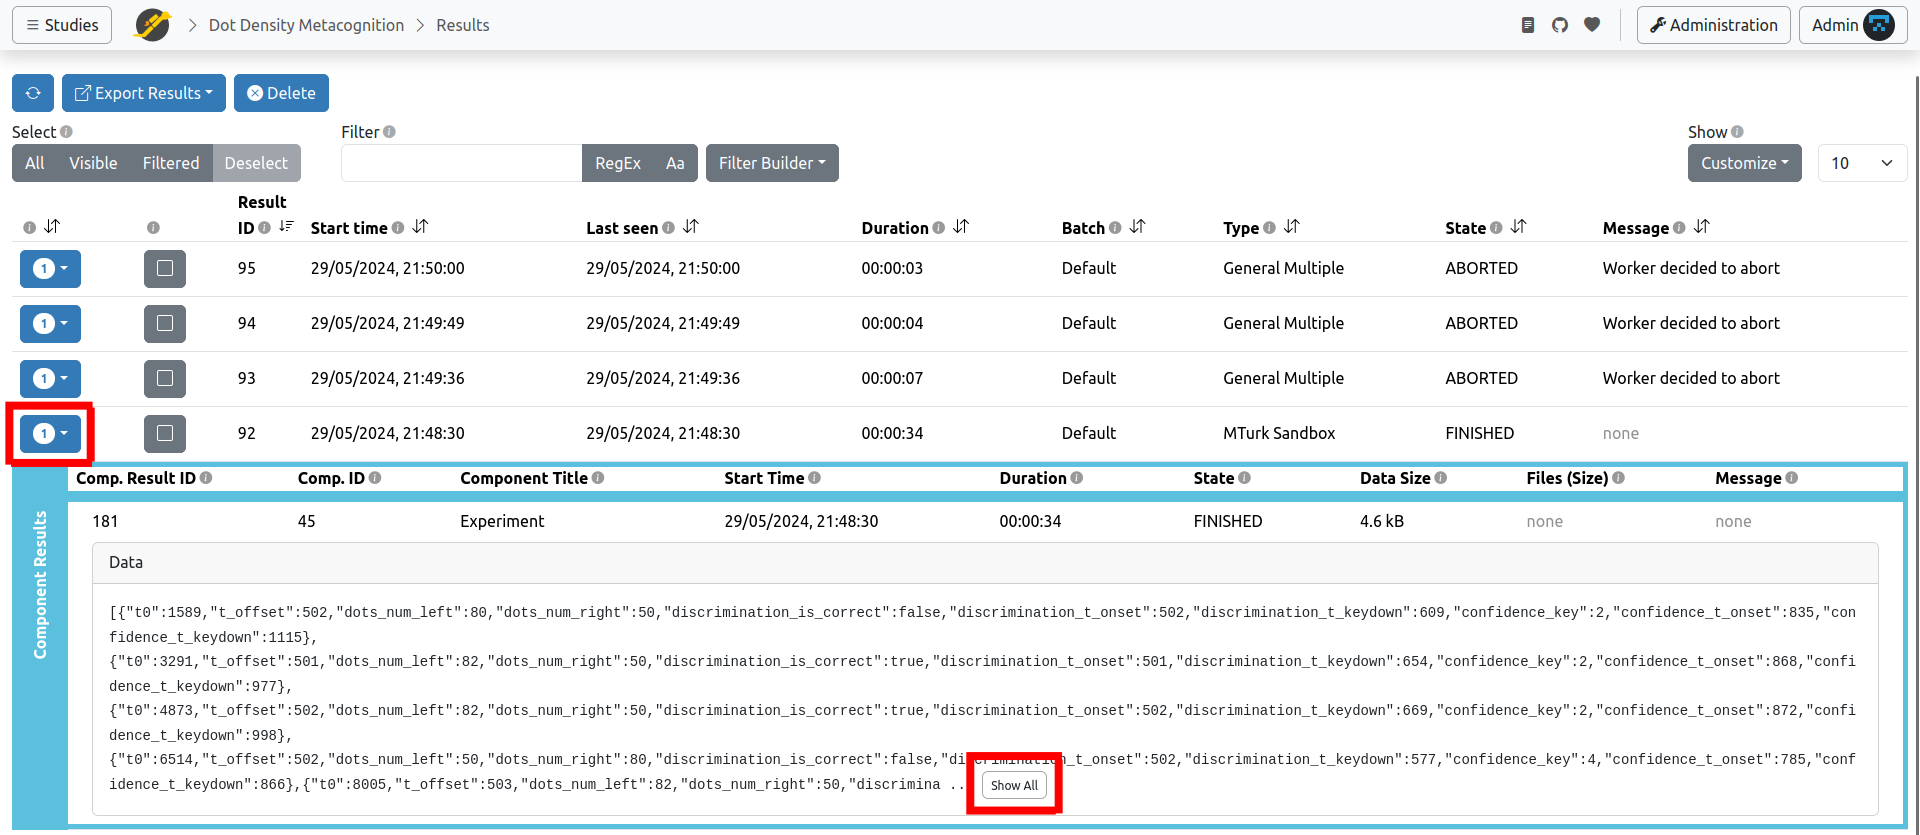 Studies Dot Density Metacognition Results Administration Admin
Export Results Delete
Select Filter Show
All Visible Filtered Deselect RegEx Aa Filter Builder Customize 10
Result
ID Start time Last seen Duration Batch Type State Message
1 95 29/05/2024, 21:50:00 29/05/2024, 21:50:00 00:00:03 Default General Multiple ABORTED Worker decided to abort
1 94 29/05/2024, 21:49:49 29/05/2024, 21:49:49 00:00:04 Default General Multiple ABORTED Worker decided to abort
1 93 29/05/2024, 21:49:36 29/05/2024, 21:49:36 00:00:07 Default General Multiple ABORTED Worker decided to abort
1 92 29/05/2024, 21:48:30 29/05/2024, 21:48:30 00:00:34 Default MTurk Sandbox FINISHED none
Component Results
Comp. Result ID Comp. ID Component Title Start Time Duration State Data Size Files (Size) Message
181 45 Experiment 29/05/2024, 21:48:30 00:00:34 FINISHED 4.6 kB none none
Data
[{"t0":1589,"t_offset":502,"dots_num_left":80,"dots_num_right":50,"discrimination_is_correct":false,"discrimination_t_onset":502,"discrimination_t_keydown":609,"confidence_key":2,"confidence_t_onset":835,"con
fidence_t_keydown":1115},
{"t0":3291,"t_offset":501,"dots_num_left":82,"dots_num_right":50,"discrimination_is_correct":true,"discrimination_t_onset":501,"discrimination_t_keydown":654,"confidence_key":2,"confidence_t_onset":868,"confi
dence_t_keydown":977},
{"t0":4873,"t_offset":502,"dots_num_left":82,"dots_num_right":50,"discrimination_is_correct":true,"discrimination_t_onset":502,"discrimination_t_keydown":669,"confidence_key":2,"confidence_t_onset":872,"confi
dence_t_keydown":998},
{"t0":6514,"t_offset":502,"dots_num_left":50,"dots_num_right":80,"discrimination_is_correct":false,"discrimination_t_onset":502,"discrimination_t_keydown":577,"confidence_key":4,"confidence_t_onset":785,"conf
idence_t_keydown":866},{"t0":8005,"t_offset":503,"dots_num_left":82,"dots_num_right":50,"discrimina ... Show All